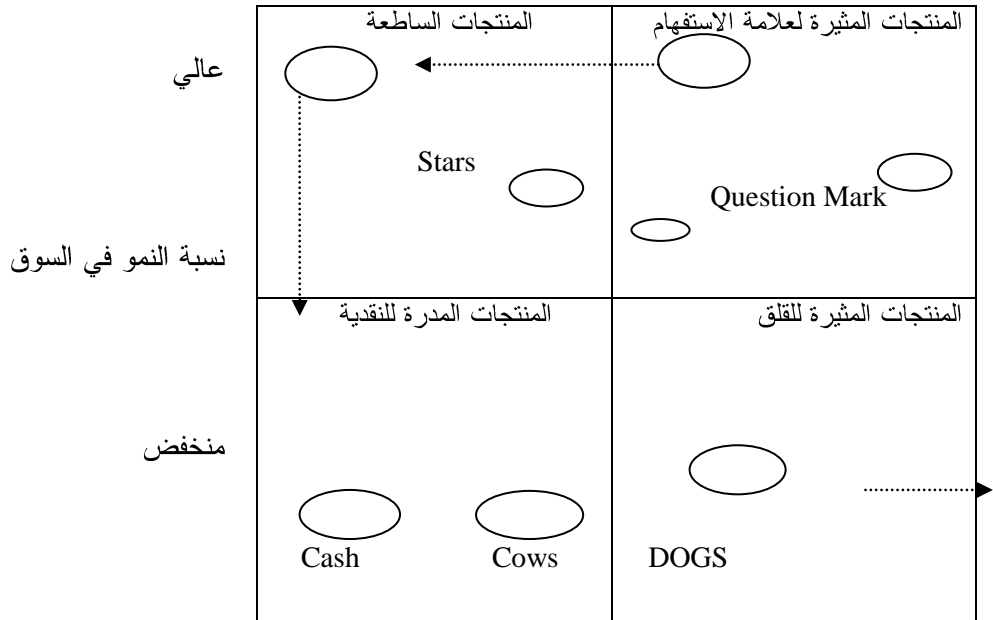 المنتجات المثيرة لعلامة الإستفهام
المنتجات الساطعة
عالي
Stars
Question Mark
نسبة النمو في السوق
المنتجات المثيرة للقلق
المنتجات المدرة للنقدية
منخفض
Cash
Cows
DOGS